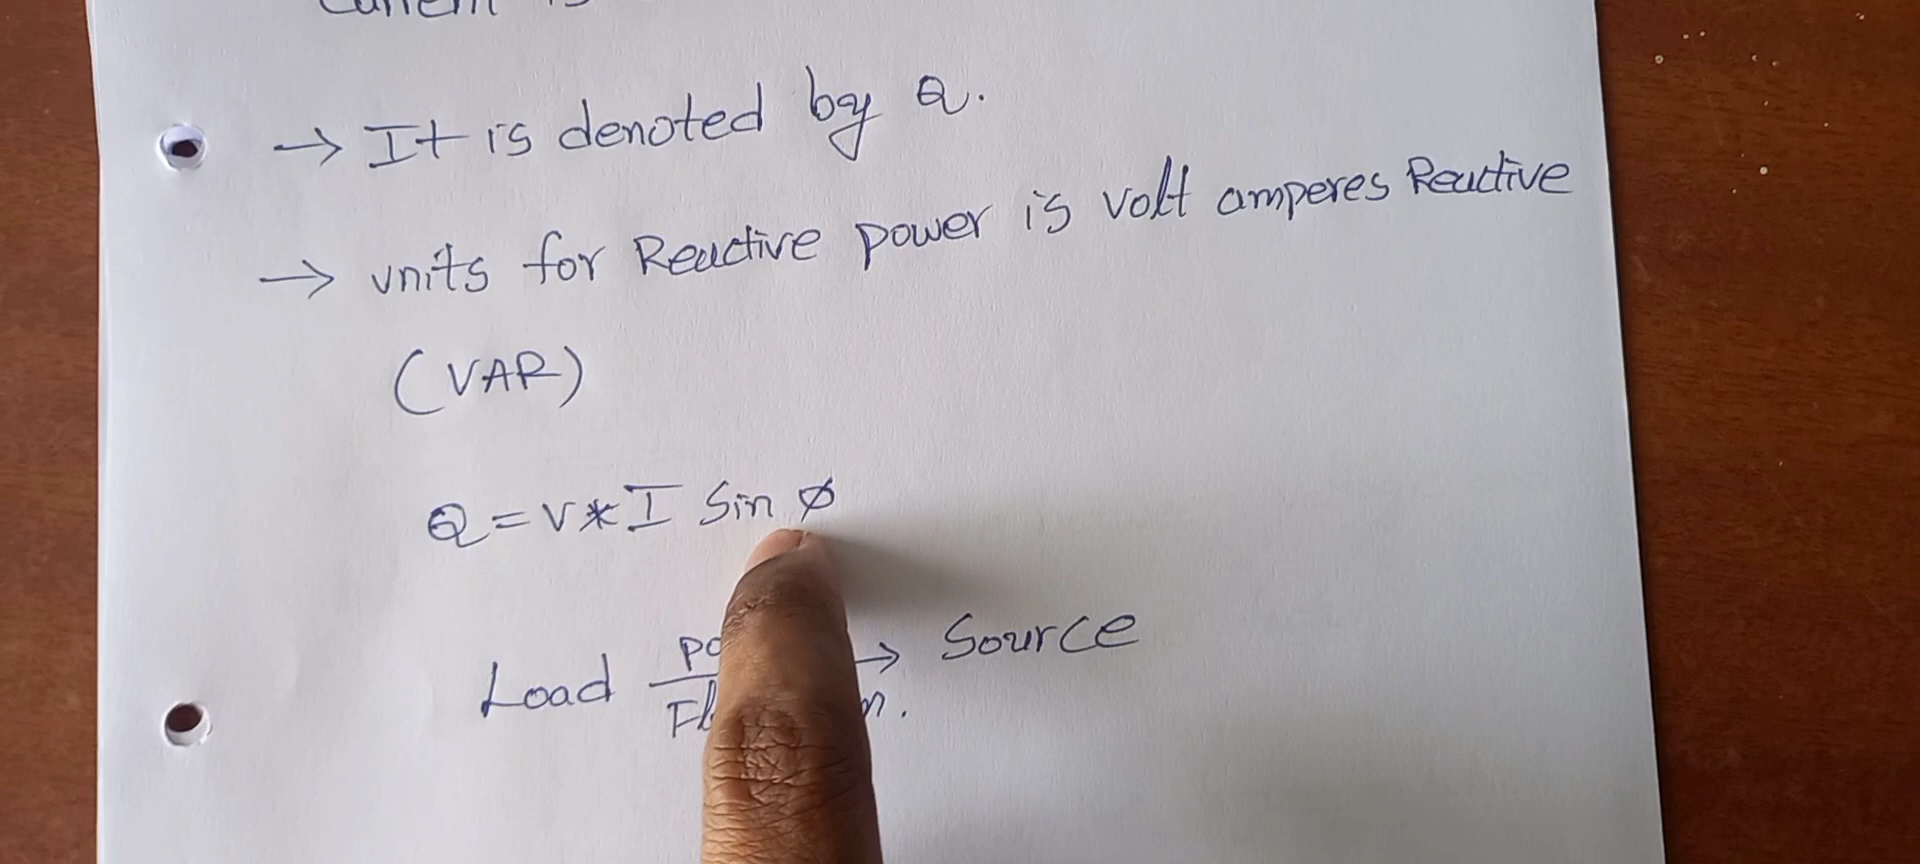 → It is denoted by Q.
→ units for Reactive power is volt amperes Reactive
(VAR)
Q = V * I Sin ϕ
Load → Source